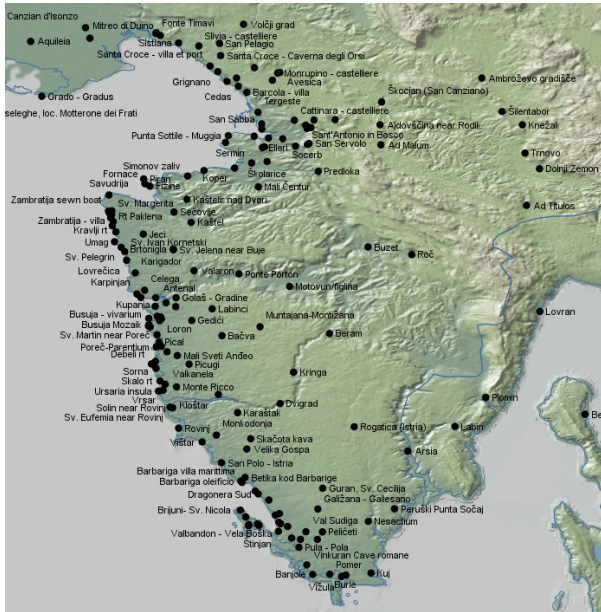 Canzian d'Isonzo
Mitreo di Duino
Fonte Timavi
Volčji grad
Aquileia
Slivia - castelliere
Sistiana
San Pelagio
Santa Croce - villa et port
Santa Croce - Caverna degli Orsi
Monrupino - castelliere
Grignano
Avesica
Ambroževo gradišče
Barcola - villa
Grado - Gradus
Cedas
Tergeste
Škocjan (San Canziano)
seleghe, loc. Motterone dei Frati
Cattinara - castelliere
Šilentabor
San Sabba
Ajdovščina near Rodik
Knežak
Punta Sottile - Muggia
Sant'Antonio in Bosco
Elleri
San Servolo
Ad Malum
Sermin
Socerb
Trnovo
Simonov zaliv
Školarice
Predloka
Dolnji Zemon
Fornace
Piran
Koper
Savudrija
Fizine
Mali Čentur
Zambratija sewn boat
Sv. Margerita
Kaštelir nad Dvori
Ad Titulos
Rt Paklena
Sečovlje
Zambratija - villa
Kaštel
Kravlji rt
Jeci
Umag
Sv. Ivan Kornetski
Buzet
Brtonigla
Sv. Jelena near Buje
Roč
Sv. Pelegrin
Karigador
Lovrečica
Valaron
Ponte Porton
Karpinjan
Celega
Motovun/figlina
Antenal
Kupanja
Golaš - Gradine
Busuja - vivarium
Labinci
Lovran
Busuja Mozaik
Gedići
Muntajana-Montižana
Loron
Sv. Martin near Poreč
Bačva
Beram
Pical
Poreč-Parentium
Debeli rt
Mali Sveti Anđeo
Picugi
Sorna
Valkanela
Kringa
Skalo rt
Ursaria insula
Monte Ricco
Plomin
Vrsar
Dvigrad
Solin near Rovinj
Kloštar
Karaštak
Be
Sv. Eufemia near Rovinj
Monkodonja
Rovinj
Rogatica (Istria)
Labin
Vištar
Skačota kava
Velika Gospa
Arsia
San Polo - Istria
Barbariga villa marittima
Betika kod Barbarige
Barbariga oleificio
Guran, Sv. Cecilija
Dragonera Sud
Galižana - Gallesano
Brijuni- Sv. Nicola
Peruški Punta Sočaj
Val Sudiga
Nesactium
Valbandon - Vela Boška
Pelićeti
Štinjan
Pula - Pola
Vinkuran Cave romane
Pomer
Banjole
Kuj
Burle
Vižula